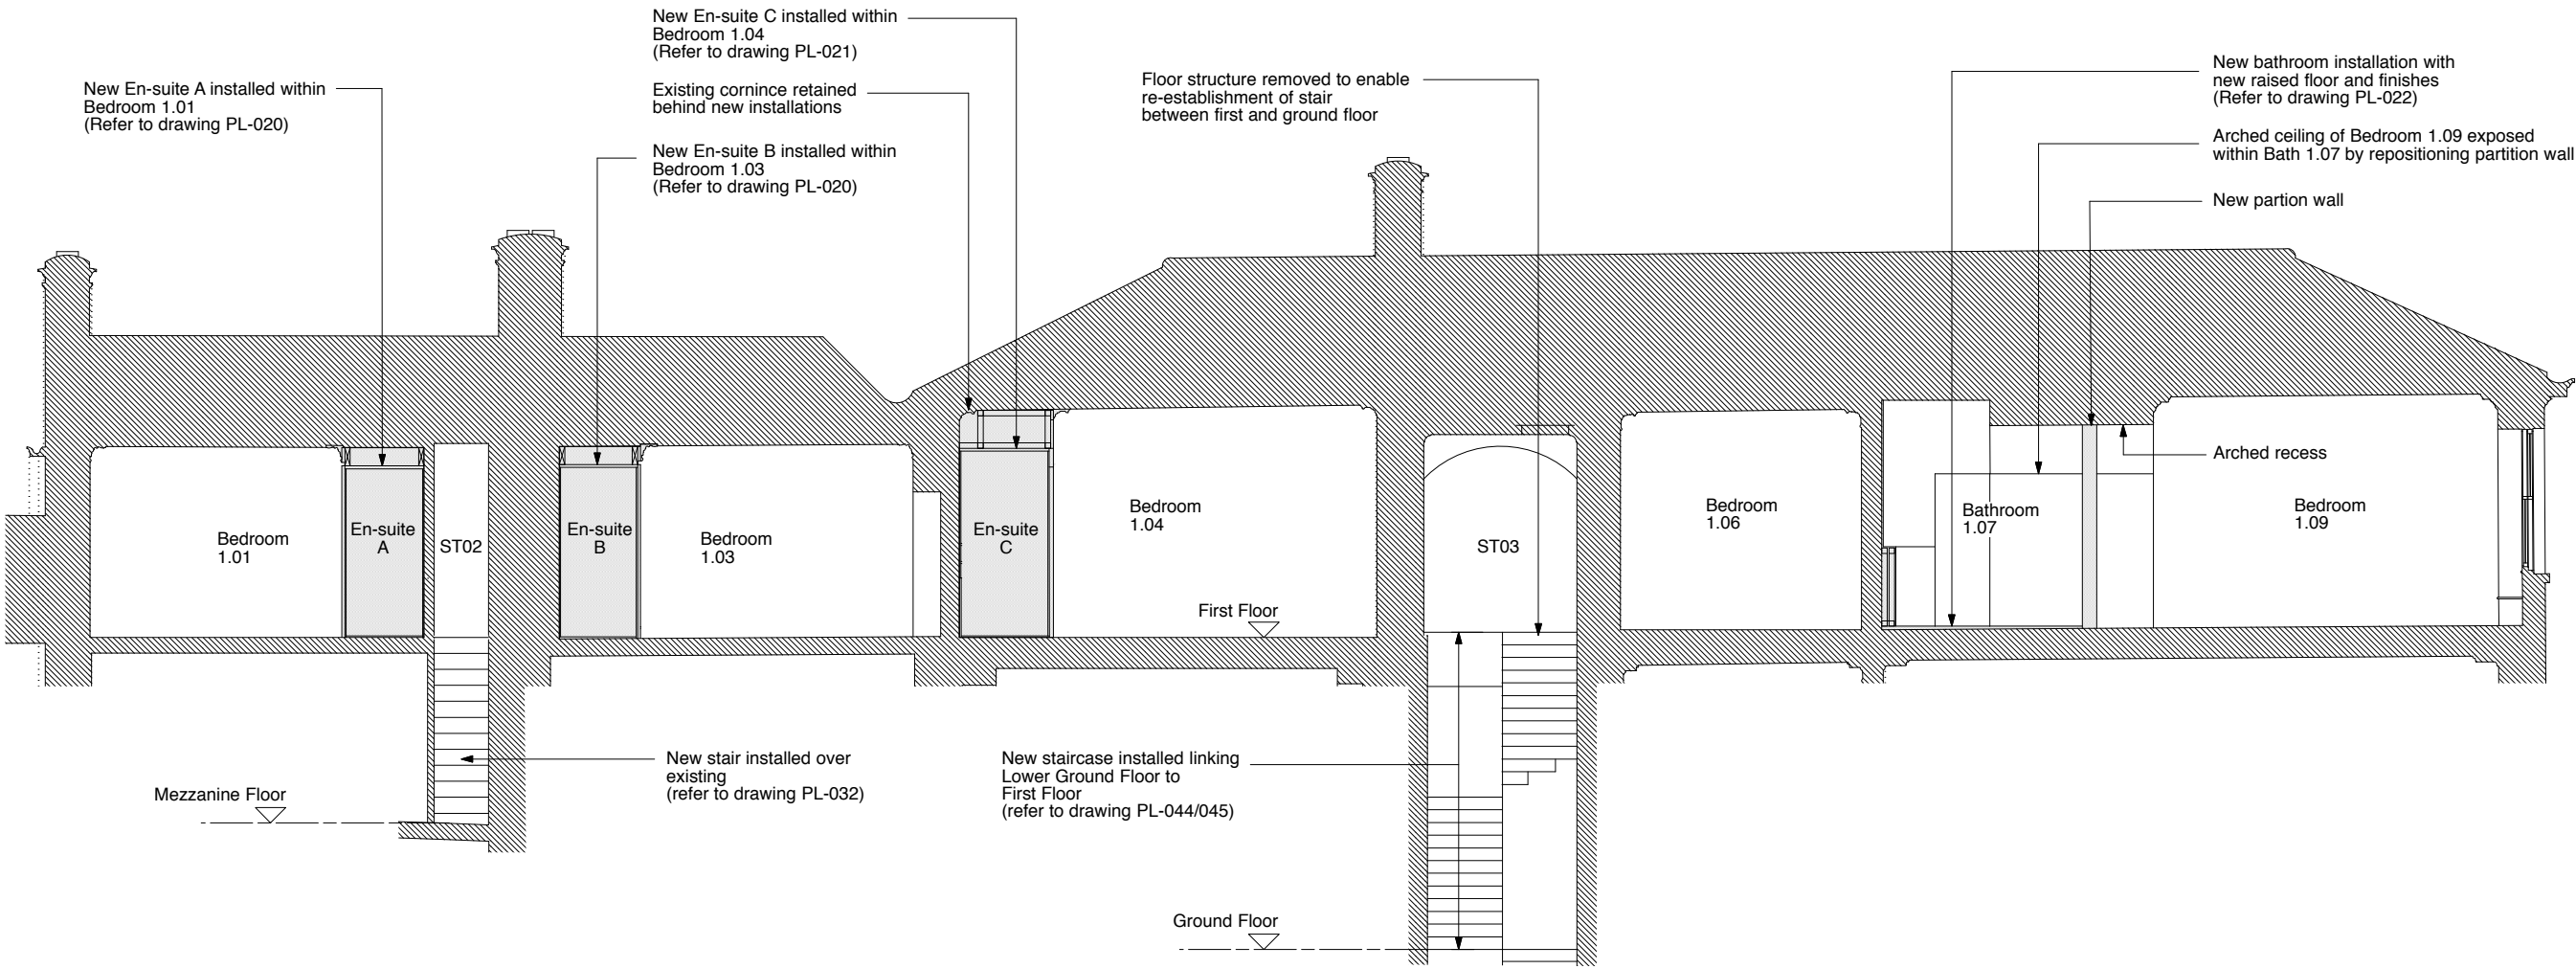 New En-suite C installed within
Bedroom 1.04
(Refer to drawing PL-021)
New En-suite A installed within
Bedroom 1.01
(Refer to drawing PL-020)
Existing cornince retained
behind new installations
New En-suite B installed within
Bedroom 1.03
(Refer to drawing PL-020)
Floor structure removed to enable
re-establishment of stair
between first and ground floor
New bathroom installation with
new raised floor and finishes
(Refer to drawing PL-022)
Arched ceiling of Bedroom 1.09 exposed
within Bath 1.07 by repositioning partition wall
New partion wall
Arched recess
Bedroom
1.01
En-suite
A
ST02
En-suite
B
Bedroom
1.03
En-suite
C
Bedroom
1.04
First Floor
ST03
Bedroom
1.06
Bathroom
1.07
Bedroom
1.09
Mezzanine Floor
New stair installed over
existing
(refer to drawing PL-032)
New staircase installed linking
Lower Ground Floor to
First Floor
(refer to drawing PL-044/045)
Ground Floor